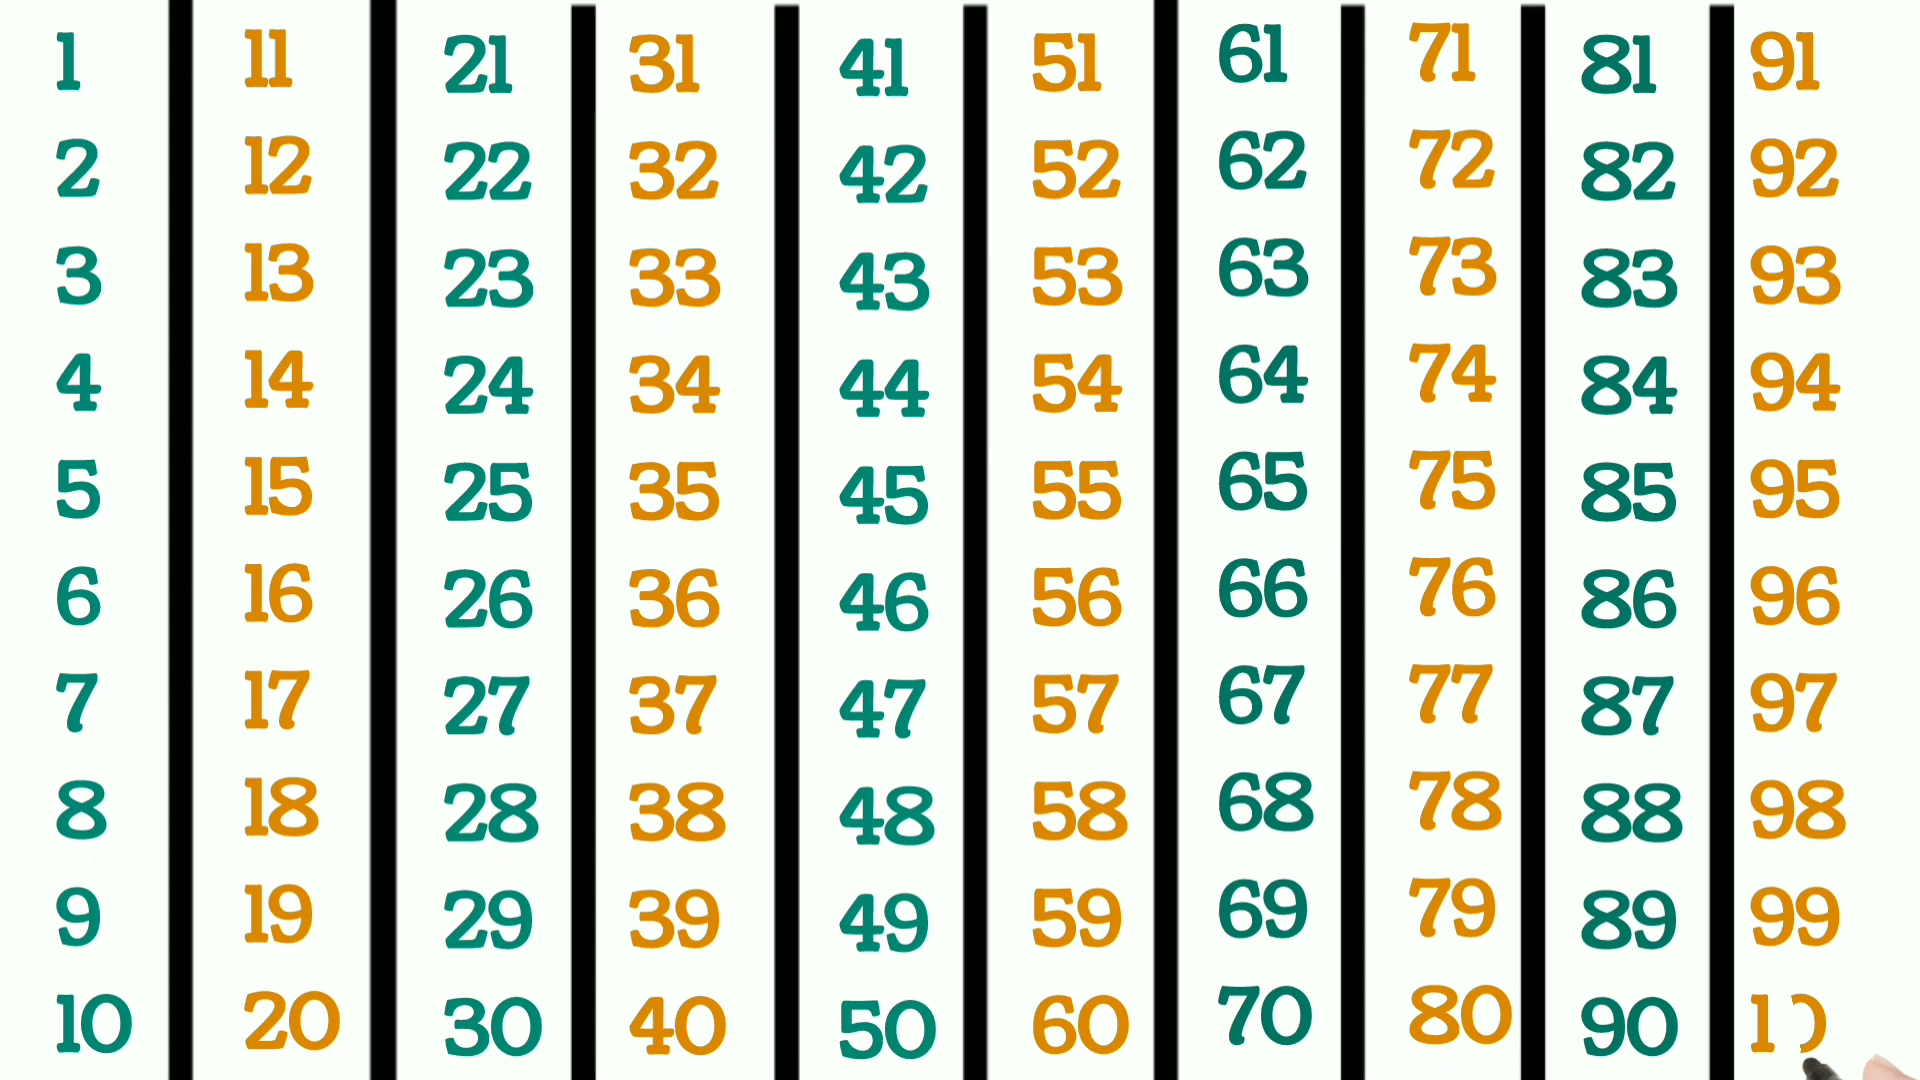 1 11 21 31 41 51 61 71 81 91
2 12 22 32 42 52 62 72 82 92
3 13 23 33 43 53 63 73 83 93
4 14 24 34 44 54 64 74 84 94
5 15 25 35 45 55 65 75 85 95
6 16 26 36 46 56 66 76 86 96
7 17 27 37 47 57 67 77 87 97
8 18 28 38 48 58 68 78 88 98
9 19 29 39 49 59 69 79 89 99
10 20 30 40 50 60 70 80 90